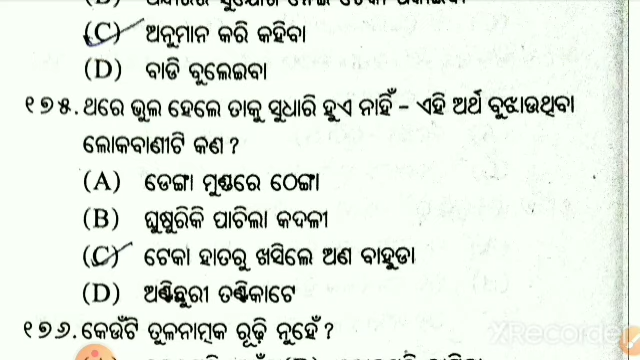 (C) ଅନୁମାନ କରି କହିବା
(D) ବାଡି ବୁଲେଇବା
୧୭୫. ଥରେ ଭୁଲ ହେଲେ ତାକୁ ସୁଧାରି ହୁଏ ନାହିଁ – ଏହି ଅର୍ଥ ବୁଝାଉଥିବା
ଲୋକବାଣୀଟି କଣ ?
(A) ଡେଙ୍ଗା ମୁଣ୍ଡରେ ଠେଙ୍ଗା
(B) ଘୁଷୁରିକି ପାଚିଲା କଦଳୀ
(C) ଟେକା ହାତରୁ ଖସିଲେ ଅଣ ବାହୁଡା
(D) ଅଣ୍ଟିଛୁରୀ ତଣ୍ଟିକାଟେ
୧୭୬. କେଉଁଟି ତୁଳନାତ୍ମକ ରୂଢ଼ି ନୁହେଁ ?
XRecorder